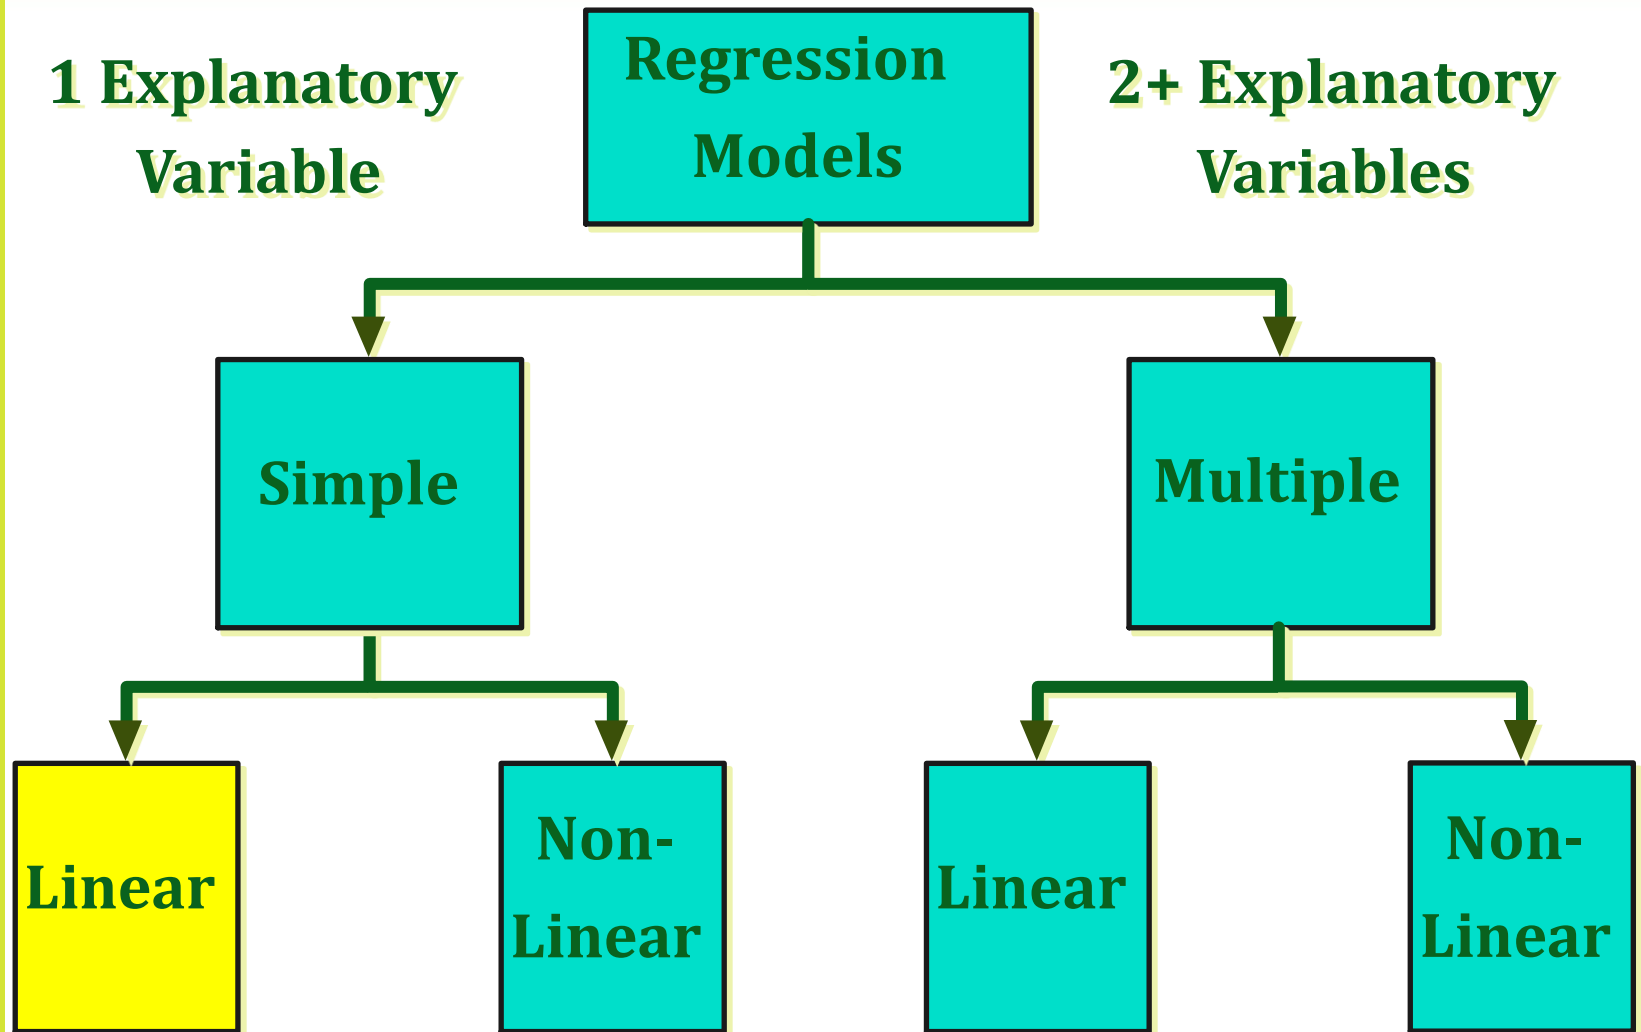 1 Explanatory
Variable
Regression
Models
2+ Explanatory
Variables
Simple
Multiple
Linear
Non-
Linear
Linear
Non-
Linear